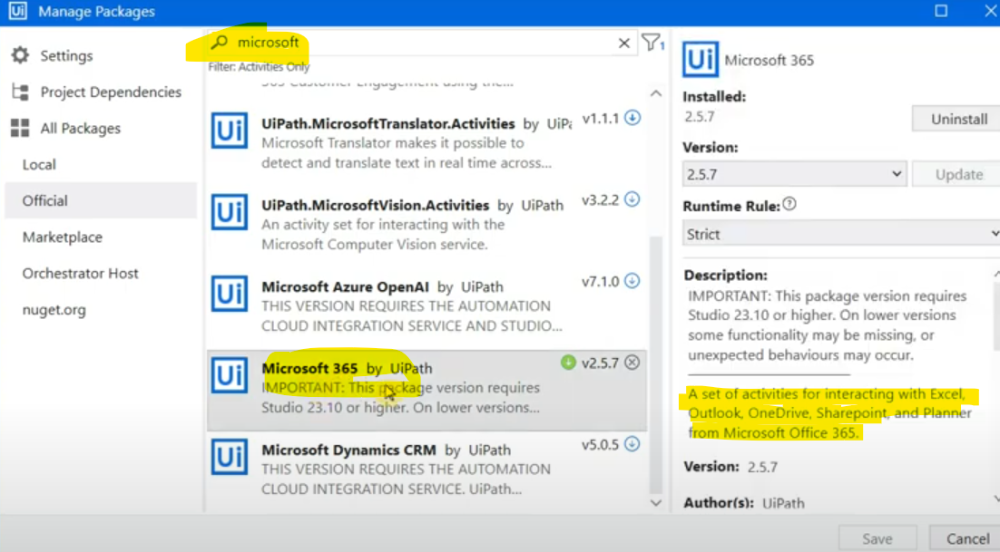 Ui Manage Packages
Settings
Project Dependencies
All Packages
Local
Official
Marketplace
Orchestrator Host
nuget.org
microsoft
1
Filter: Activities Only
365 Customer Engagement using the...
Ui
UiPath.MicrosoftTranslator.Activities by UiPa
v1.1.1
Microsoft Translator makes it possible to
detect and translate text in real time across...
Ui
UiPath.MicrosoftVision.Activities by UiPath
v3.2.2
An activity set for interacting with the
Microsoft Computer Vision service.
Ui
Microsoft Azure OpenAI by UiPath
v7.1.0
THIS VERSION REQUIRES THE AUTOMATION
CLOUD INTEGRATION SERVICE AND STUDIO...
Ui
Microsoft 365 by UiPath
v2.5.7
IMPORTANT: This package version requires
Studio 23.10 or higher. On lower versions...
Ui
Microsoft Dynamics CRM by UiPath
v5.0.5
THIS VERSION REQUIRES THE AUTOMATION
CLOUD INTEGRATION SERVICE. UiPath...
Ui Microsoft 365
Installed:
2.5.7
Uninstall
Version:
2.5.7
Update
Runtime Rule: ?
Strict
Description:
IMPORTANT: This package version requires
Studio 23.10 or higher. On lower versions
some functionality may be missing, or
unexpected behaviours may occur.
A set of activities for interacting with Excel,
Outlook, OneDrive, Sharepoint, and Planner
from Microsoft Office 365.
Version: 2.5.7
Author(s): UiPath
Save
Cancel